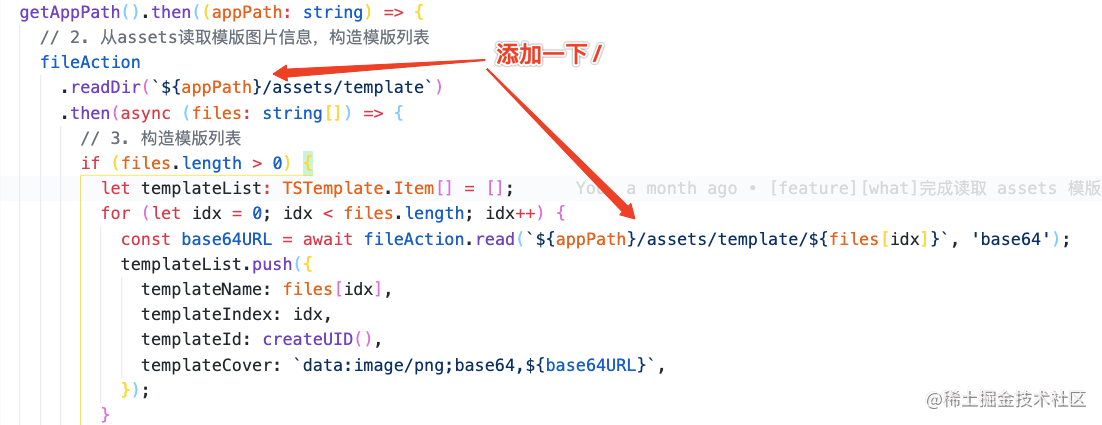 getAppPath().then((appPath: string) => {
// 2. 从assets读取模版图片信息，构造模版列表
添加一下 /
fileAction
.readDir(`${appPath}/assets/template`)
.then(async (files: string[]) => {
// 3. 构造模版列表
if (files.length > 0) {
let templateList: TSTemplate.Item[] = []; You, a month ago • [feature][what]完成读取 assets 模版
for (let idx = 0; idx < files.length; idx++) {
const base64URL = await fileAction.read(`${appPath}/assets/template/${files[idx]}`, 'base64');
templateList.push({
templateName: files[idx],
templateIndex: idx,
templateId: createUID(),
templateCover: `data:image/png;base64,${base64URL}`,
});
}
@稀土掘金技术社区